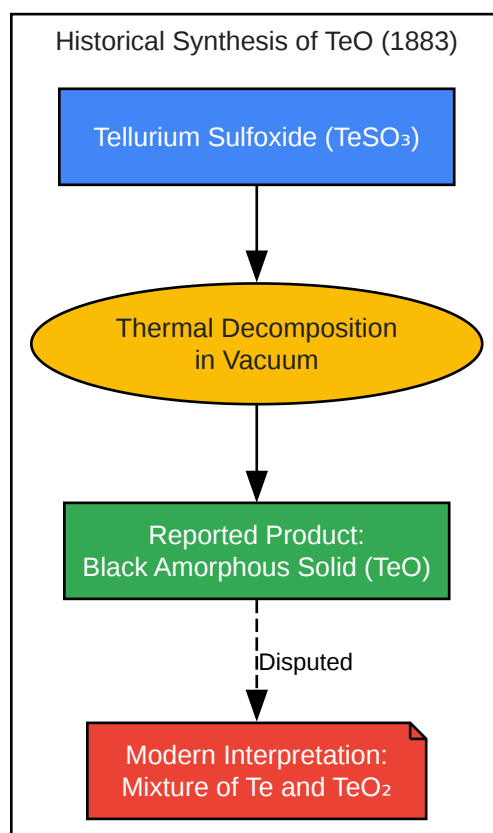 Historical Synthesis of TeO (1883)
Tellurium Sulfoxide (TeSO₃)
Thermal Decomposition
in Vacuum
Reported Product:
Black Amorphous Solid (TeO)
Disputed
Modern Interpretation:
Mixture of Te and TeO₂